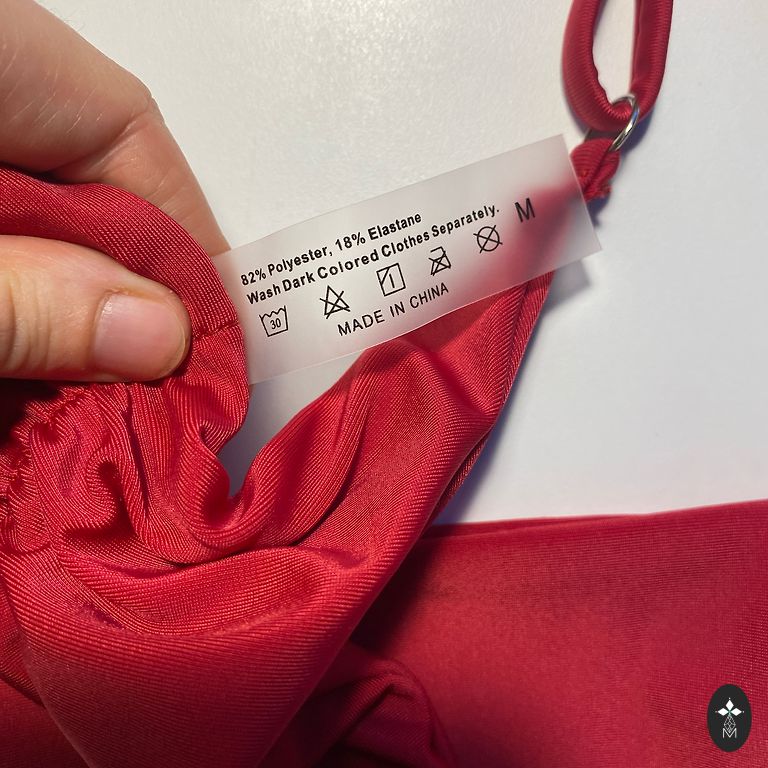 82% Polyester, 18% Elastane
Wash Dark Colored Clothes Separately.
M
30
MADE IN CHINA